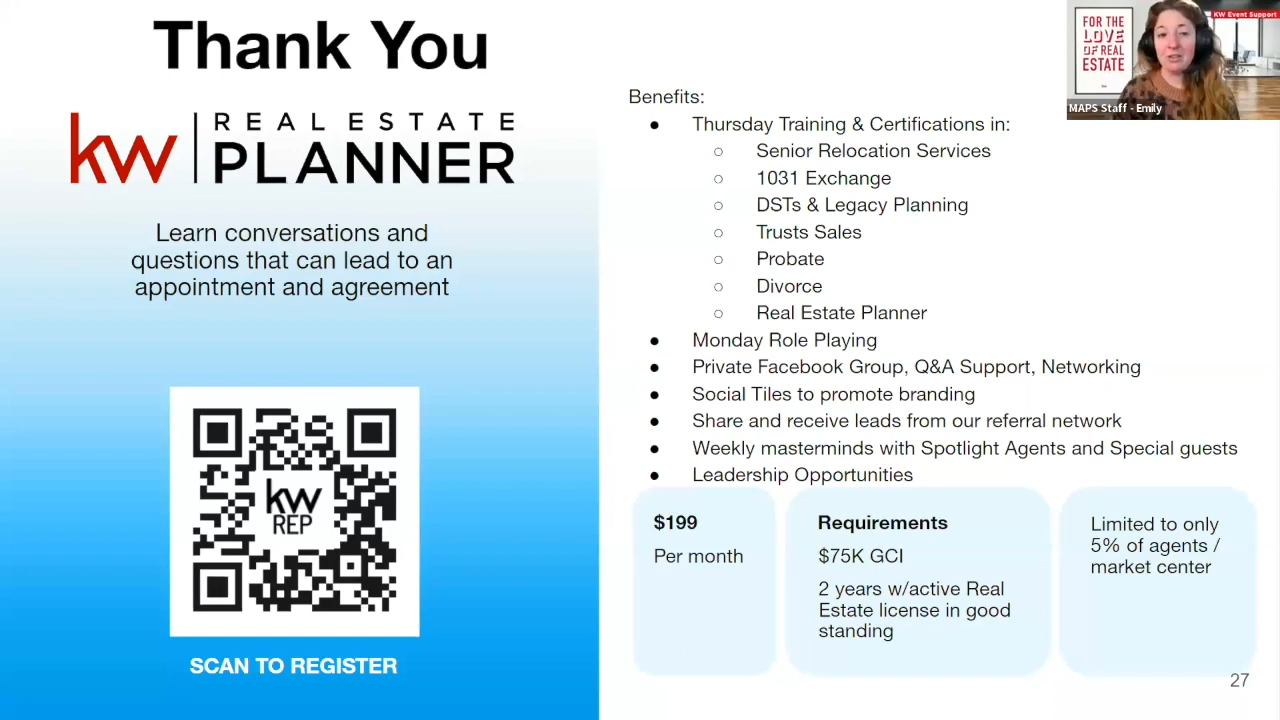 Thank You
kw | REAL ESTATE
PLANNER
Learn conversations and
questions that can lead to an
appointment and agreement
kw
REP
SCAN TO REGISTER
Benefits:
● Thursday Training & Certifications in:
○ Senior Relocation Services
○ 1031 Exchange
○ DSTs & Legacy Planning
○ Trusts Sales
○ Probate
○ Divorce
○ Real Estate Planner
● Monday Role Playing
● Private Facebook Group, Q&A Support, Networking
● Social Tiles to promote branding
● Share and receive leads from our referral network
● Weekly masterminds with Spotlight Agents and Special guests
● Leadership Opportunities
$199
Per month
Requirements
$75K GCI
2 years w/active Real
Estate license in good
standing
Limited to only
5% of agents /
market center
27
FOR THE
LOVE
OF REAL
ESTATE
KW Event Support
MAPS Staff - Emily